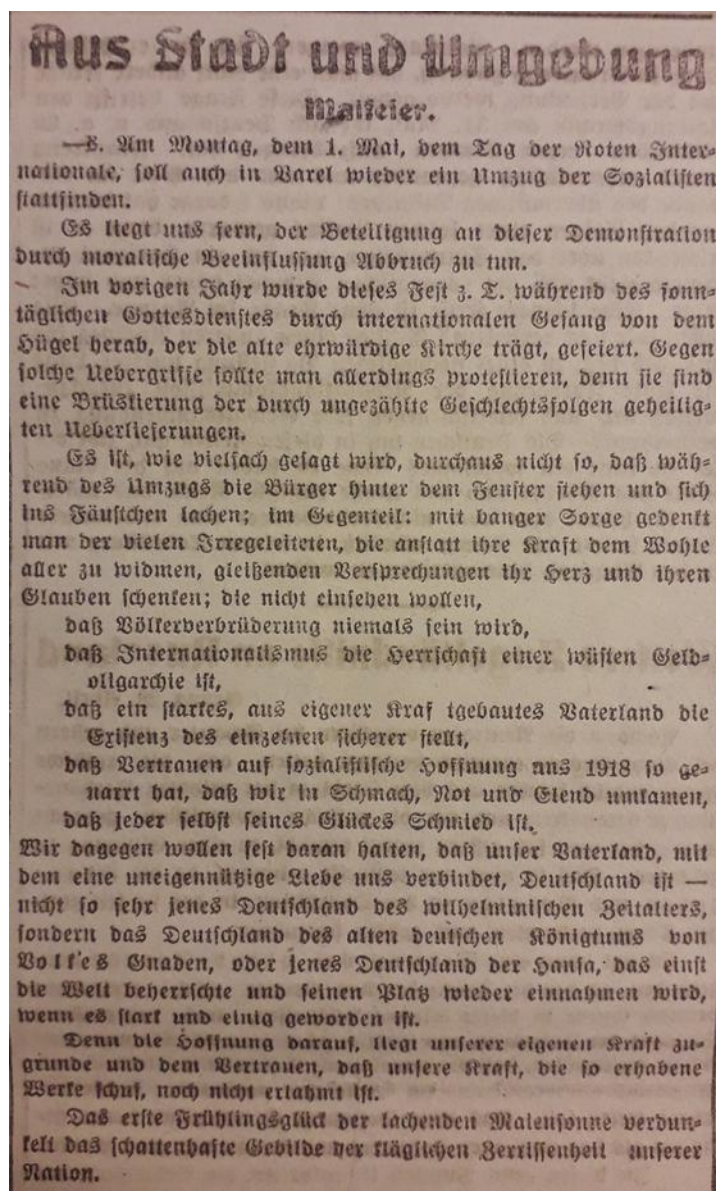 Aus Stadt und Umgebung
Maifeier.
—s. Am Montag, dem 1. Mai, dem Tag der Roten Inter-
nationale, soll auch in Varel wieder ein Umzug der Sozialisten
stattfinden.
Es liegt uns fern, der Beteiligung an dieser Demonstration
durch moralische Beeinflussung Abbruch zu tun.
Im vorigen Jahr wurde dieses Fest z. T. während des sonn-
täglichen Gottesdienstes durch internationalen Gesang von dem
Hügel herab, der die alte ehrwürdige Kirche trägt, gefeiert. Gegen
solche Uebergriffe sollte man allerdings protestieren, denn sie sind
eine Brüskierung der durch ungezählte Geschlechtsfolgen geheilig-
ten Ueberlieferungen.
Es ist, wie vielfach gesagt wird, durchaus nicht so, daß wäh-
rend des Umzugs die Bürger hinter dem Fenster stehen und sich
ins Fäustchen lachen; im Gegenteil: mit banger Sorge gedenkt
man der vielen Irregeleiteten, die anstatt ihre Kraft dem Wohle
aller zu widmen, gleißenden Versprechungen ihr Herz und ihren
Glauben schenken; die nicht einsehen wollen,
daß Völkerverbrüderung niemals sein wird,
daß Internationalismus die Herrschaft einer wüsten Geld-
oligarchie ist,
daß ein starkes, aus eigener Kraf tgebautes Vaterland die
Existenz des einzelnen sicherer stellt,
daß Vertrauen auf sozialistische Hoffnung uns 1918 so ge-
narrt hat, daß wir in Schmach, Not und Elend umkamen,
daß jeder selbst seines Glückes Schmied ist.
Wir dagegen wollen fest daran halten, daß unser Vaterland, mit
dem eine uneigennützige Liebe uns verbindet, Deutschland ist —
nicht so sehr jenes Deutschland des wilhelminischen Zeitalters,
sondern das Deutschland des alten deutschen Königtums von
Volkes Gnaden, oder jenes Deutschland der Hansa, das einst
die Welt beherrschte und seinen Platz wieder einnahmen wird,
wenn es stark und einig geworden ist.
Denn die Hoffnung darauf, liegt unserer eigenen Kraft zu-
grunde und dem Vertrauen, daß unsere Kraft, die so erhabene
Werke schuf, noch nicht erlahmt ist.
Das erste Frühlingsglück der lachenden Maiensonne verdun-
kelt das schattenhafte Gebilde der kläglichen Zerrissenheit unserer
Nation.